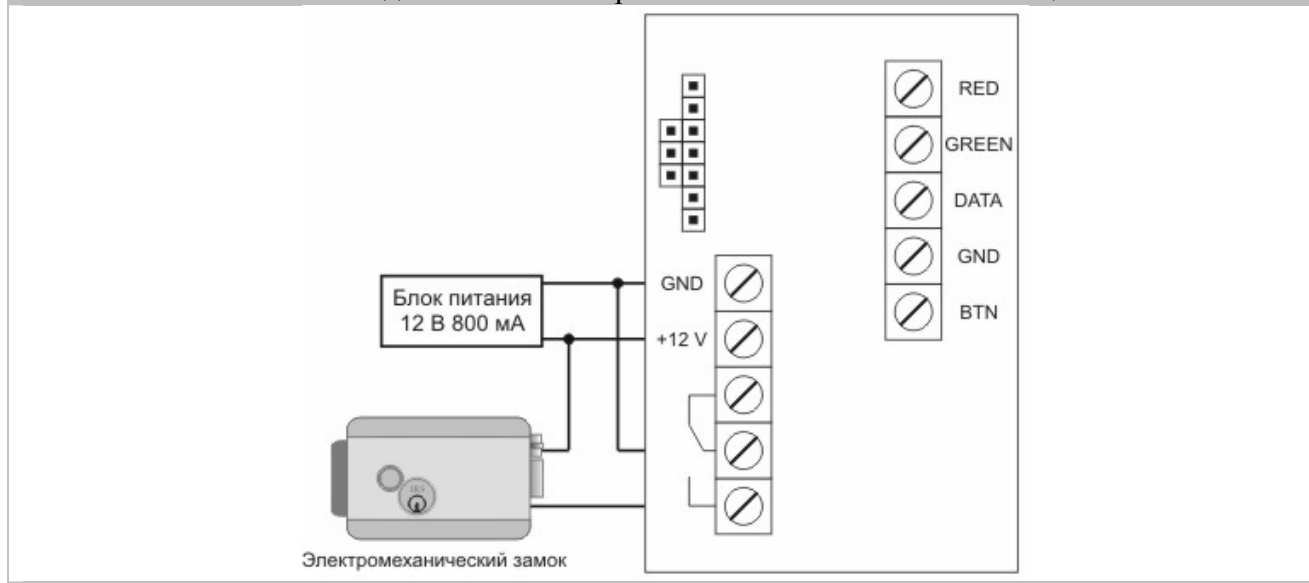 RED
GREEN
DATA
GND
BTN
GND
+12 V
Блок питания
12 В 800 мА
Электромеханический замок